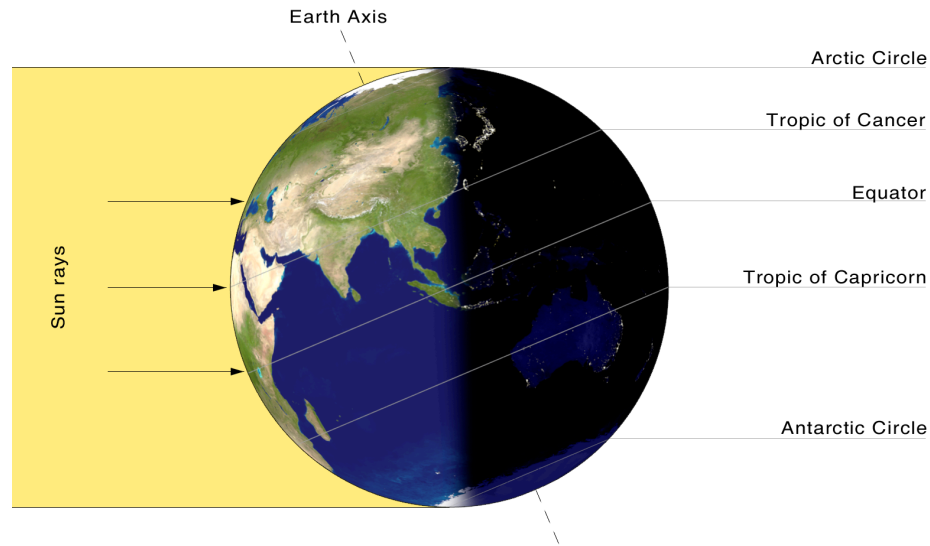 Earth Axis
Arctic Circle
Tropic of Cancer
Equator
Sun rays
Tropic of Capricorn
Antarctic Circle